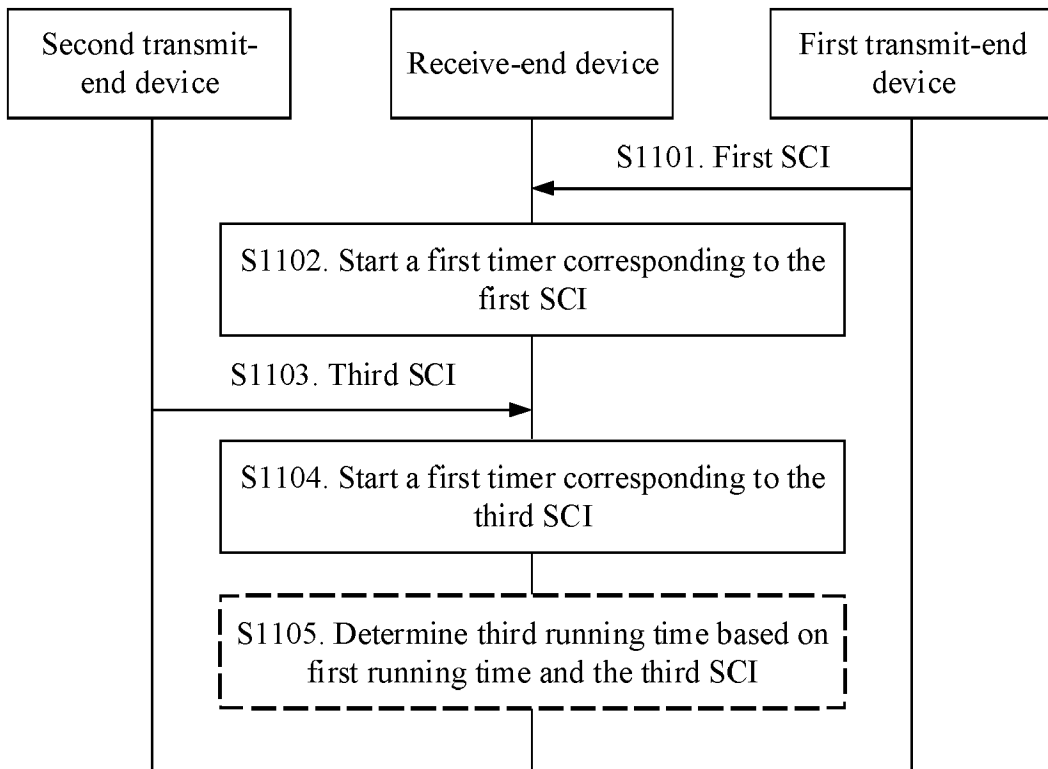 Second transmit-
end device
Receive-end device
First transmit-end
device
S1101. First SCI
S1102. Start a first timer corresponding to the
first SCI
S1103. Third SCI
S1104. Start a first timer corresponding to the
third SCI
S1105. Determine third running time based on
first running time and the third SCI